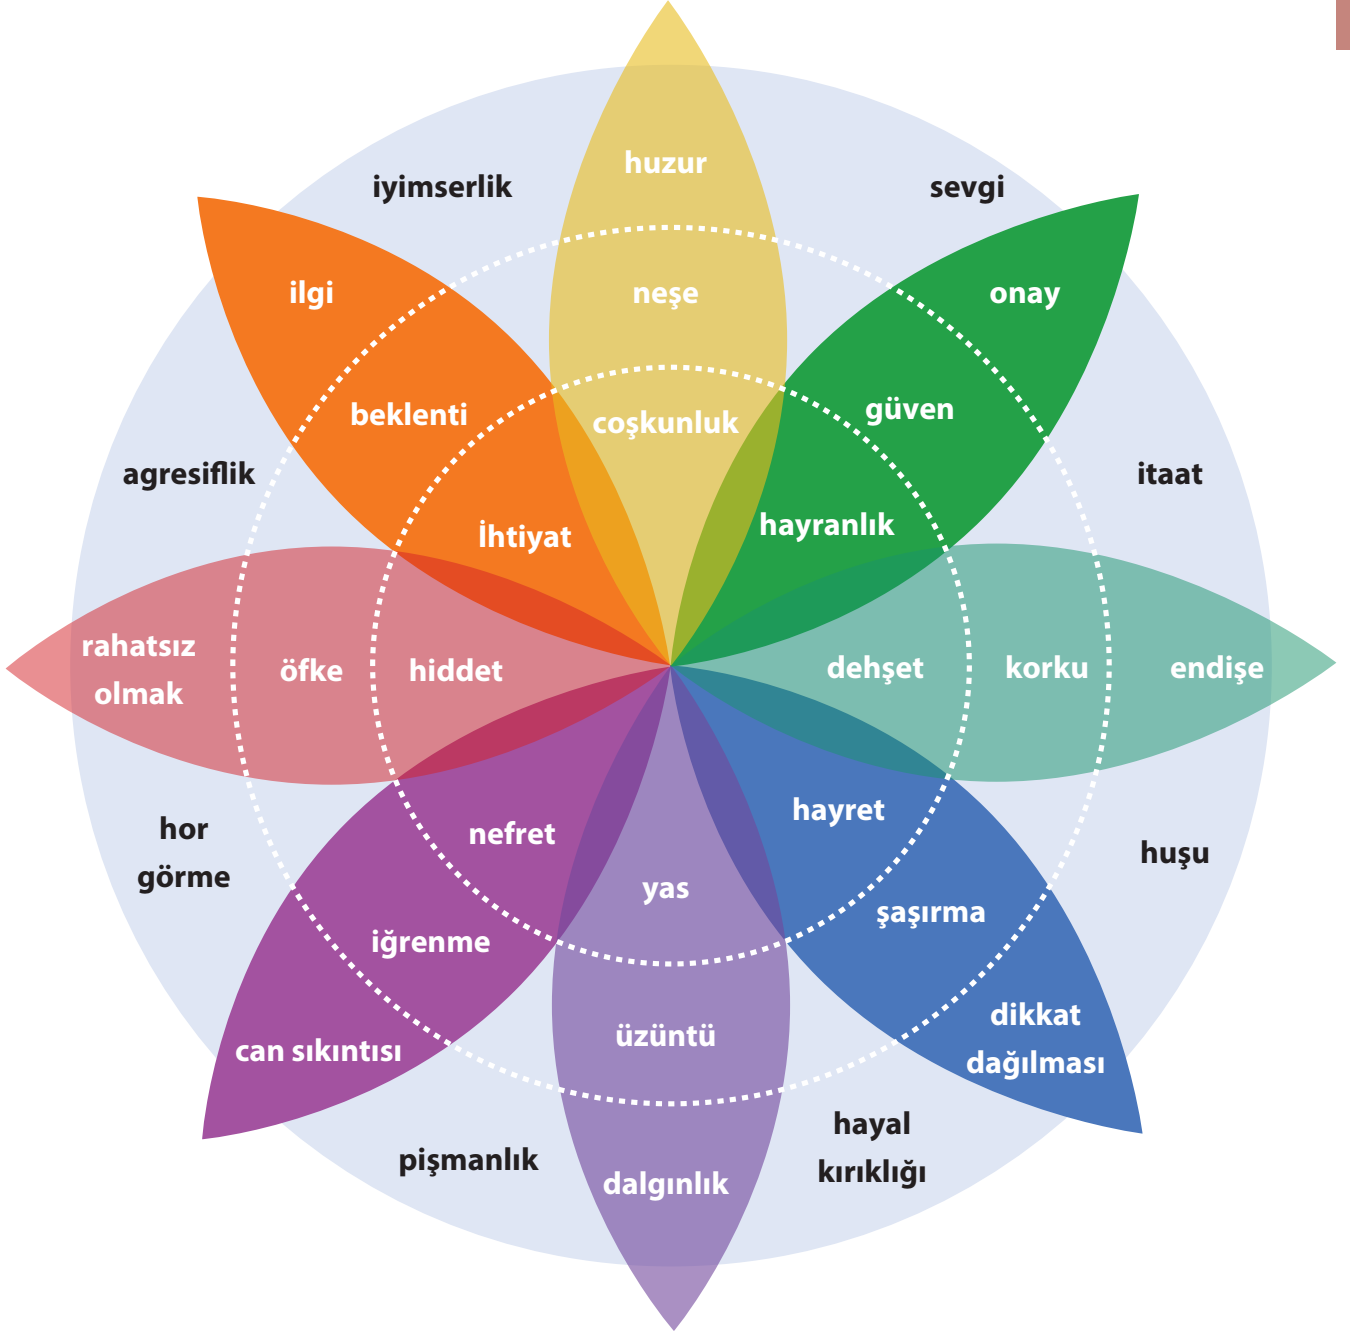 huzur
iyimserlik
sevgi
ilgi
neşe
onay
beklenti
coşkunluk
güven
agresiflik
itaat
İhtiyat
hayranlık
rahatsız
olmak
öfke
hiddet
dehşet
korku
endişe
hor
görme
nefret
hayret
huşu
yas
iğrenme
şaşırma
can sıkıntısı
üzüntü
dikkat
dağılması
pişmanlık
dalgınlık
hayal
kırıklığı